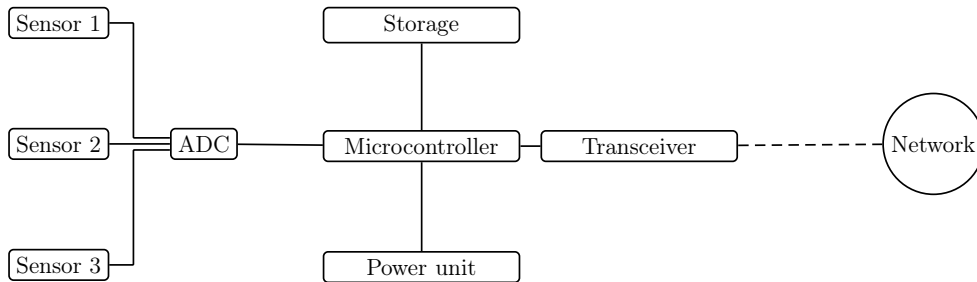 Sensor 1
Storage
Sensor 2
ADC
Microcontroller
Transceiver
Network
Sensor 3
Power unit